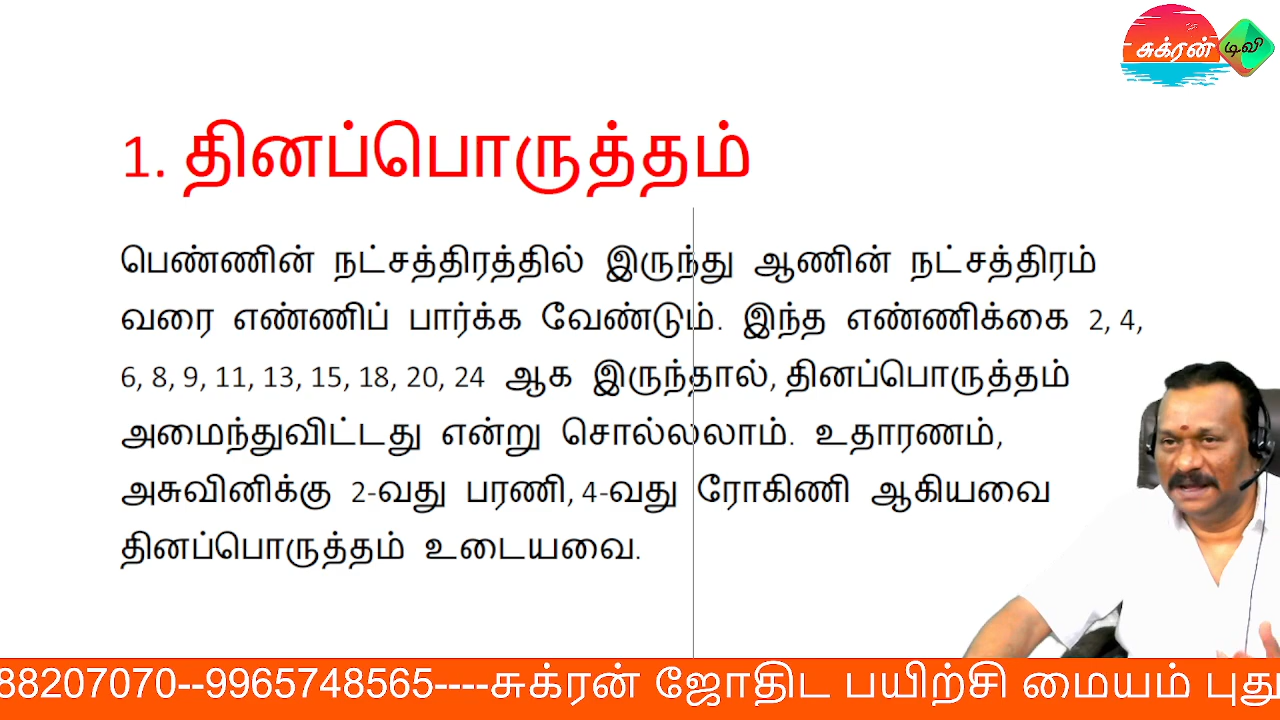 சுக்ரன் டிவி
1. தினப்பொருத்தம்
பெண்ணின் நட்சத்திரத்தில் இருந்து ஆணின் நட்சத்திரம்
வரை எண்ணிப் பார்க்க வேண்டும். இந்த எண்ணிக்கை 2, 4,
6, 8, 9, 11, 13, 15, 18, 20, 24 ஆக இருந்தால், தினப்பொருத்தம்
அமைந்துவிட்டது என்று சொல்லலாம். உதாரணம்,
அசுவினிக்கு 2-வது பரணி, 4-வது ரோகிணி ஆகியவை
தினப்பொருத்தம் உடையவை.
88207070--9965748565----சுக்ரன் ஜோதிட பயிற்சி மையம் புது